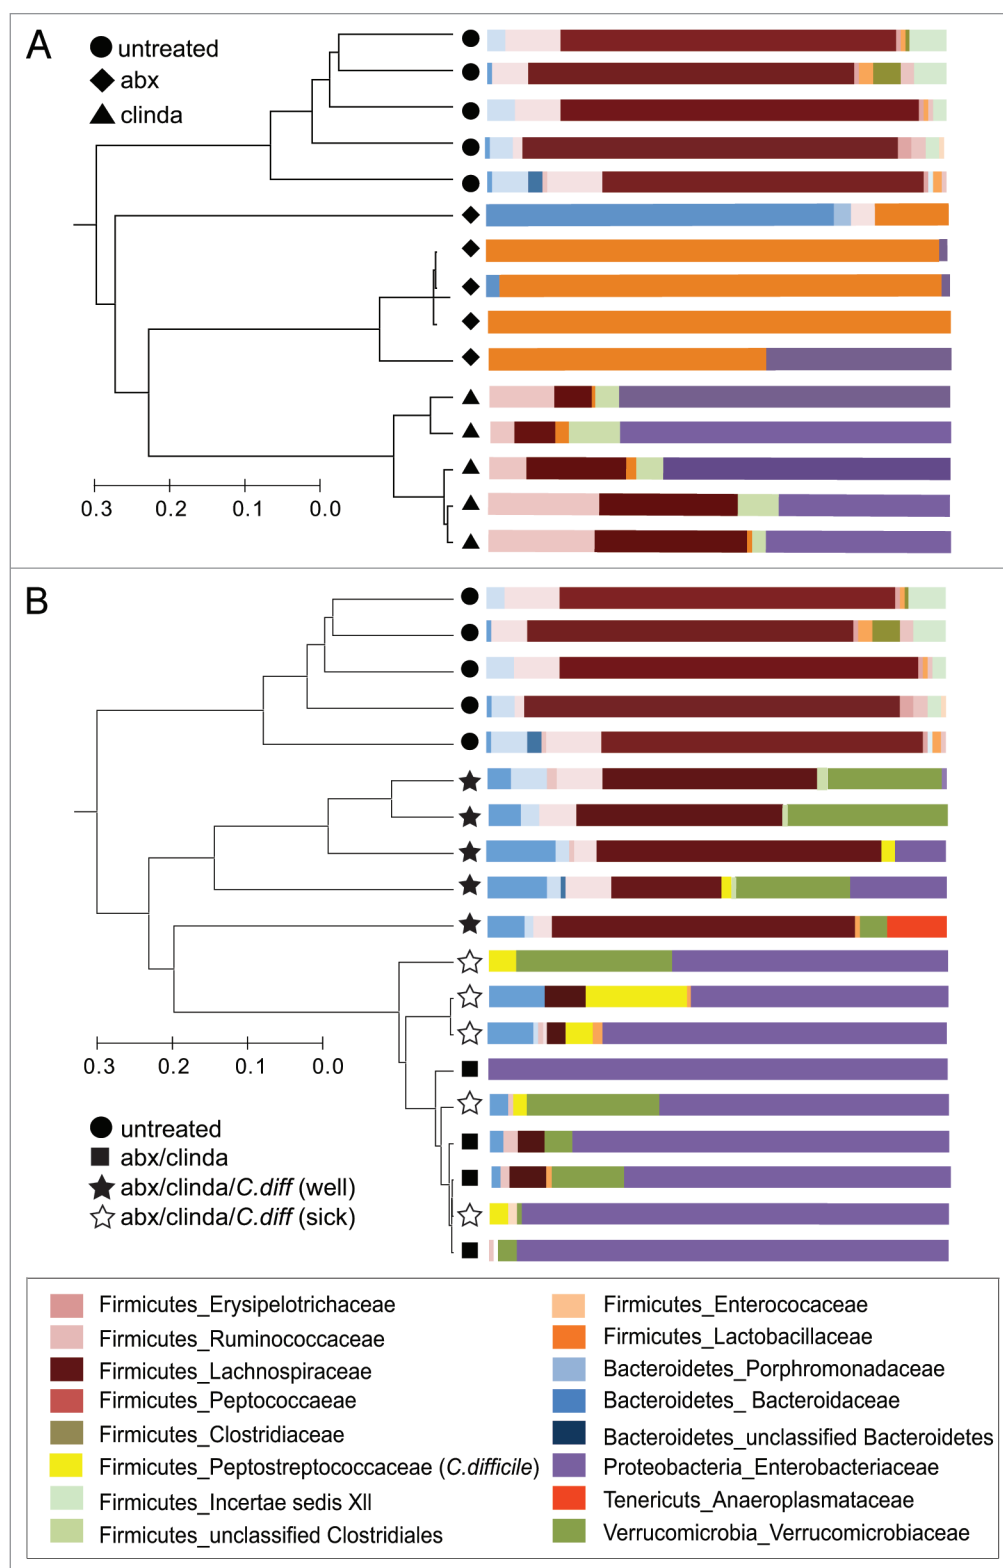 A
untreated
abx
clinda
0.3 0.2 0.1 0.0
B
0.3 0.2 0.1 0.0
untreated
abx/clinda
abx/clinda/C.diff (well)
abx/clinda/C.diff (sick)
Firmicutes_Erysipelotrichaceae
Firmicutes_Ruminococcaceae
Firmicutes_Lachnospiraceae
Firmicutes_Peptococcaeae
Firmicutes_Clostridiaceae
Firmicutes_Peptostreptococcaceae (C.difficile)
Firmicutes_Incertae sedis XII
Firmicutes_unclassified Clostridiales
Firmicutes_Enterococaceae
Firmicutes_Lactobacillaceae
Bacteroidetes_Porphromonadaceae
Bacteroidetes_ Bacteroidaceae
Bacteroidetes_unclassified Bacteroidetes
Proteobacteria_Enterobacteriaceae
Tenericuts_Anaeroplasmataceae
Verrucomicrobia_Verrucomicrobiaceae